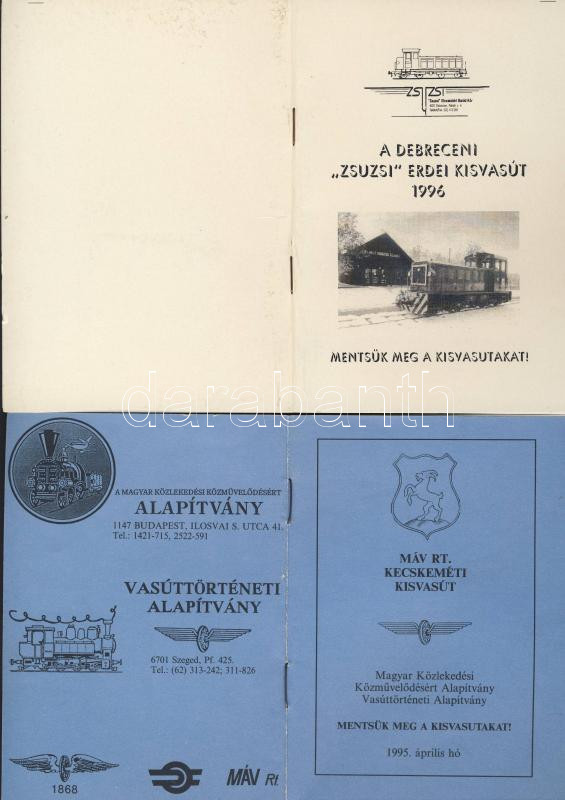 ZSUZSI
A DEBRECENI
„ZSUZSI" ERDEI KISVASÚT
1996
MENTSÜK MEG A KISVASUTAKAT!
darabanth
A MAGYAR KÖZLEKEDÉSI KÖZMŰVELŐDÉSÉRT
ALAPÍTVÁNY
1147 BUDAPEST, ILOSVAI S. UTCA 41.
Tel.: 1421-715, 2522-591
VASÚTTÖRTÉNETI
ALAPÍTVÁNY
6701 Szeged, Pf. 425.
Tel.: (62) 313-242; 311-826
1868
MÁV Rt.
MÁV RT.
KECSKEMÉTI
KISVASÚT
Magyar Közlekedési
Közművelődésért Alapítvány
Vasúttörténeti Alapítvány
MENTSÜK MEG A KISVASUTAKAT!
1995. április hó